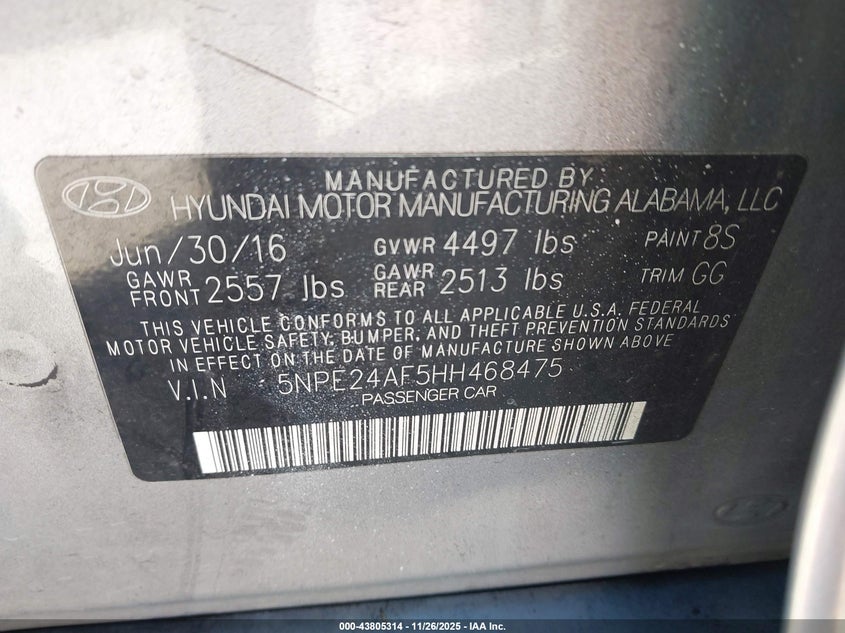 MANUFACTURED BY
HYUNDAI MOTOR MANUFACTURING ALABAMA, LLC
Jun/30/16 GVWR 4497 lbs PAINT 8S
GAWR FRONT 2557 lbs GAWR REAR 2513 lbs TRIM GG
THIS VEHICLE CONFORMS TO ALL APPLICABLE U.S.A. FEDERAL
MOTOR VEHICLE SAFETY, BUMPER, AND THEFT PREVENTION STANDARDS
IN EFFECT ON THE DATE OF MANUFACTURE SHOWN ABOVE
V.I.N 5NPE24AF5HH468475
PASSENGER CAR
000-43805314 - 11/26/2025 - IAA Inc.